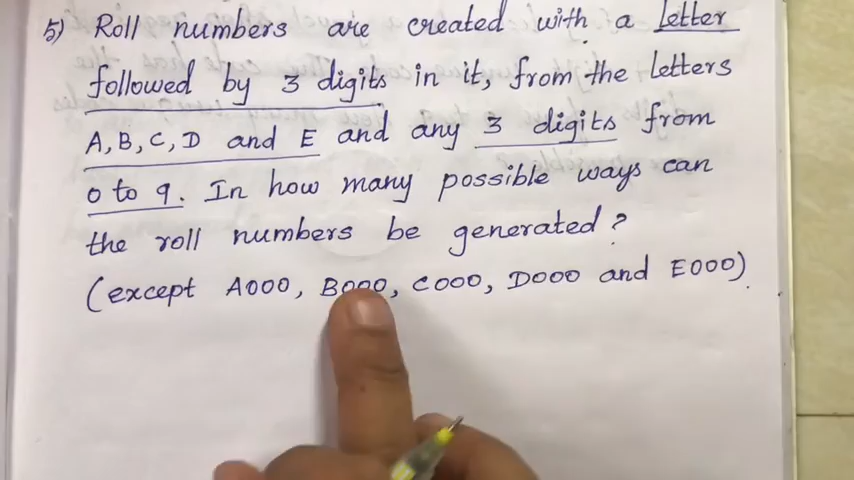 5) Roll numbers are created with a Letter
followed by 3 digits in it, from the letters
A, B, C, D and E and any 3 digits from
0 to 9. In how many possible ways can
the roll numbers be generated?
(except A000, B000, C000, D000 and E000)